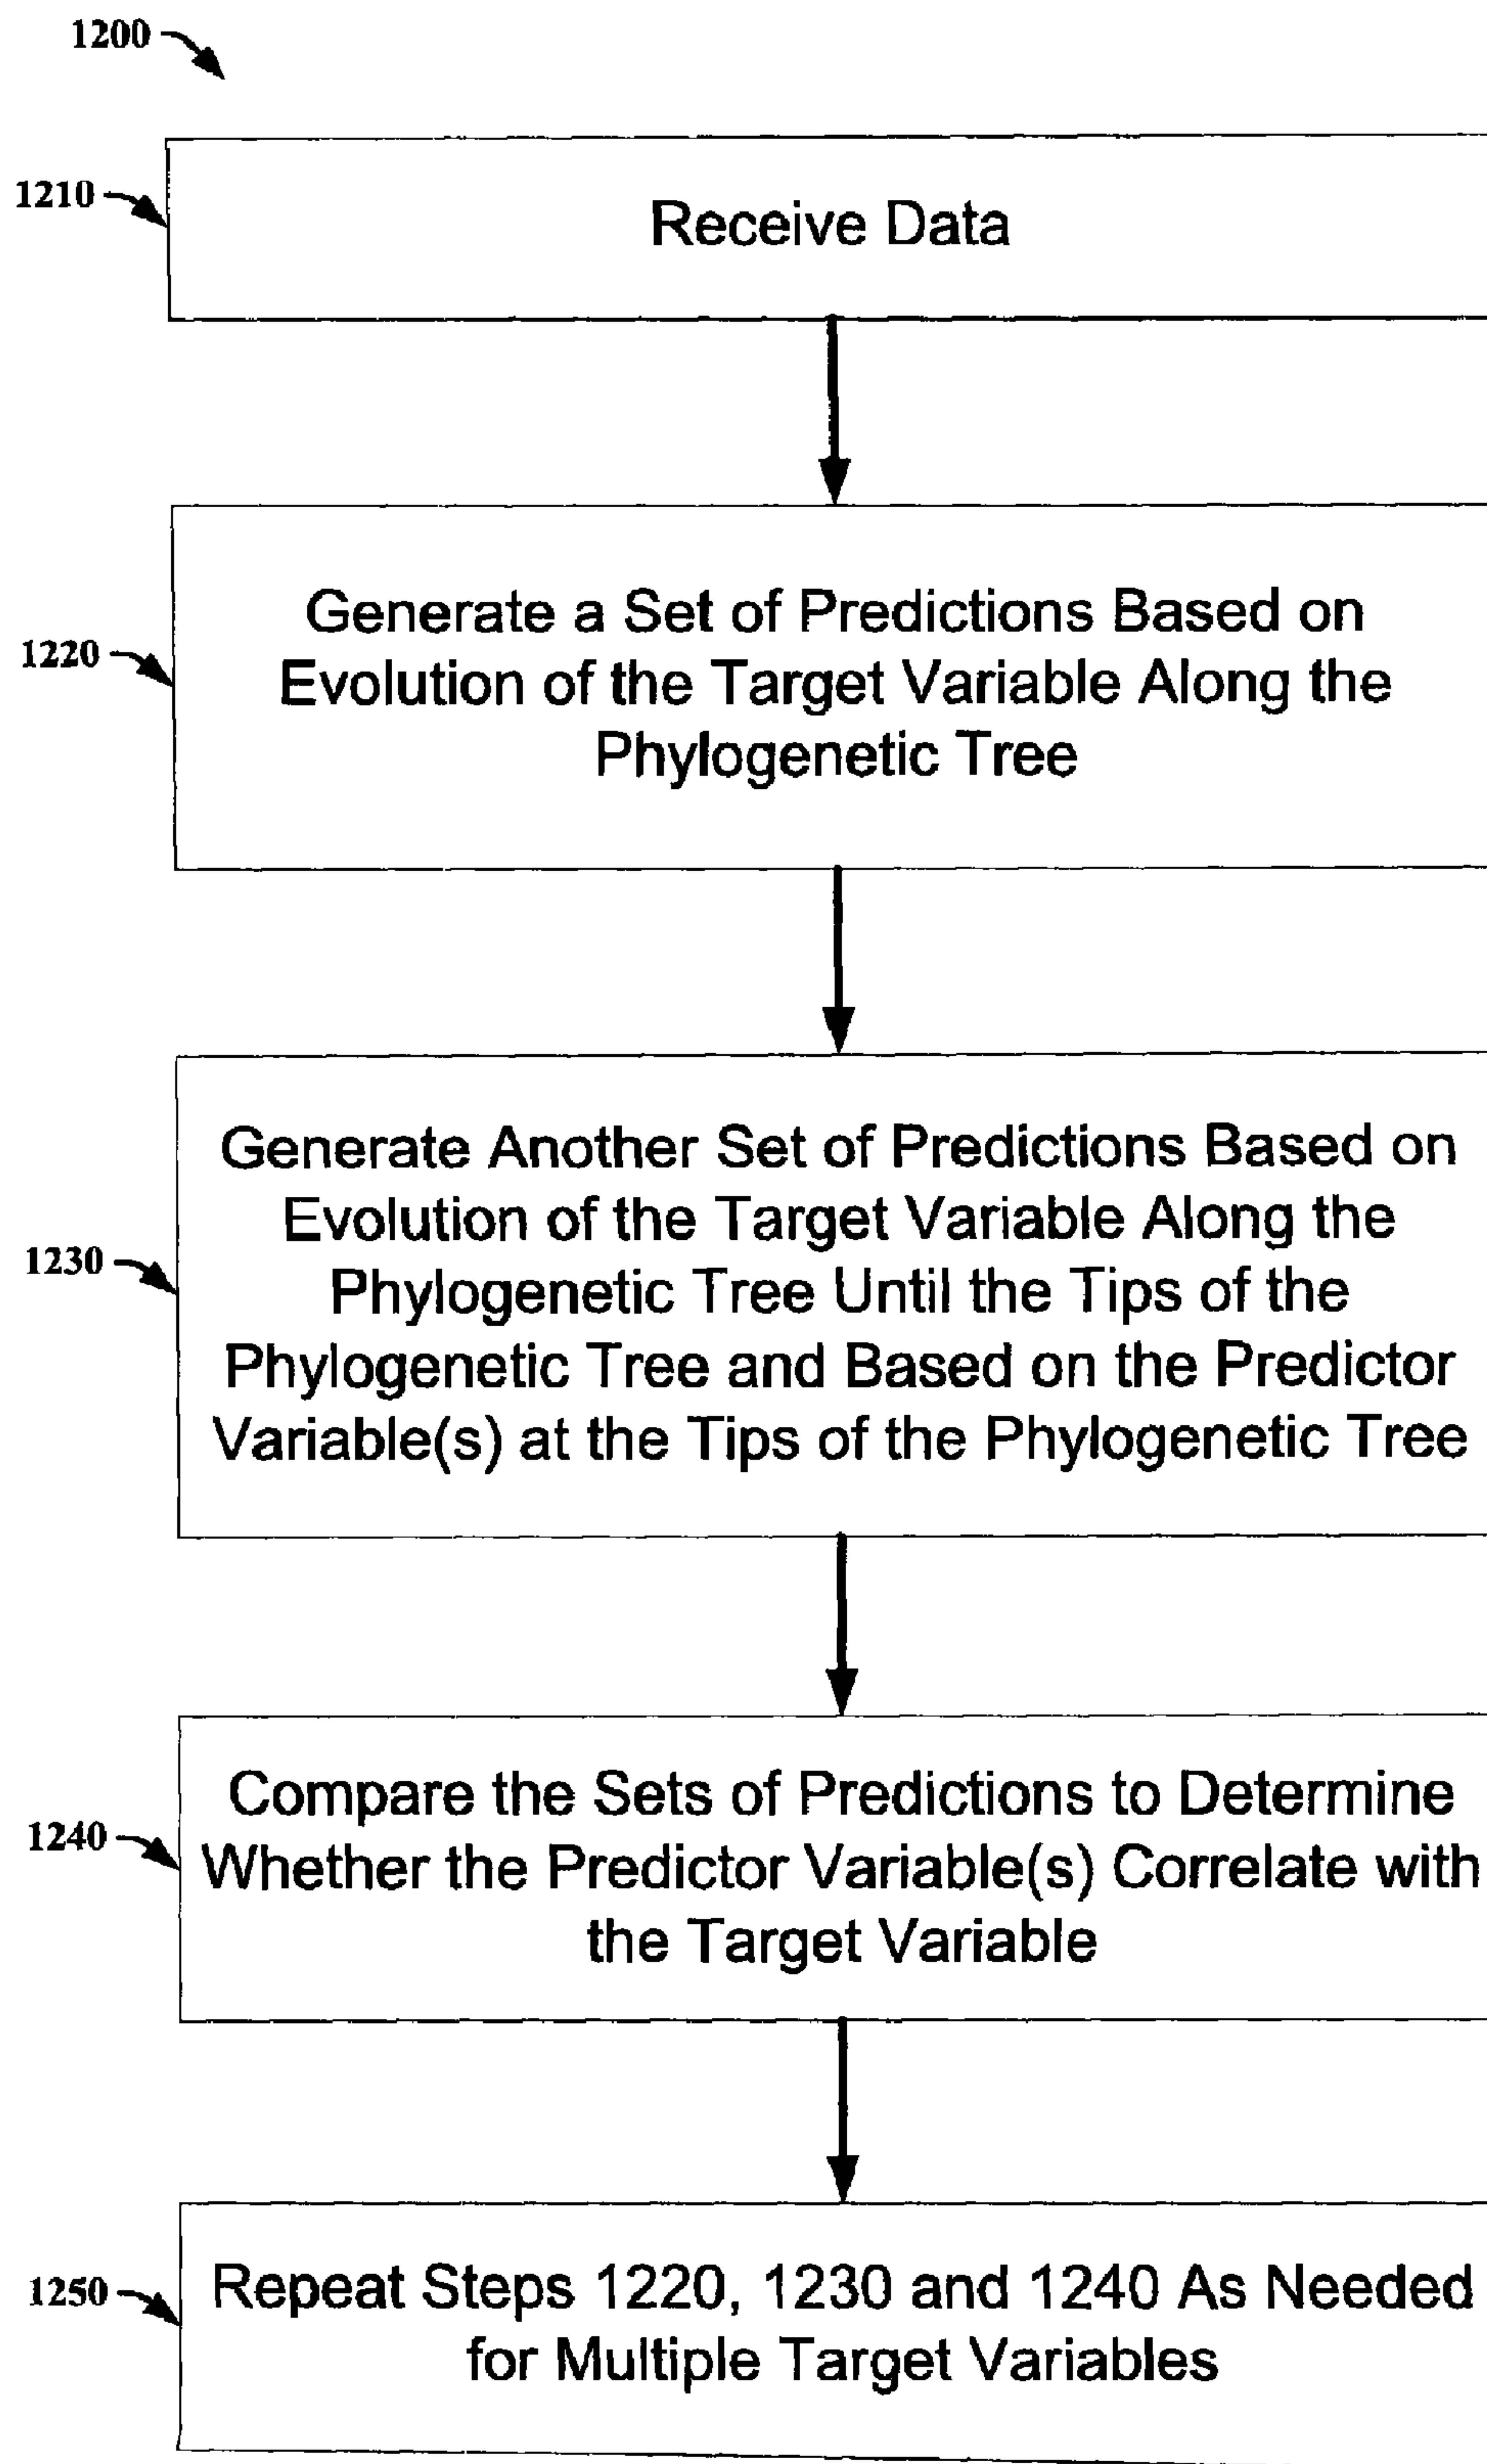 1200
1210
Receive Data
Generate a Set of Predictions Based on
1220
Evolution of the Target Variable Along the
Phylogenetic Tree
Generate Another Set of Predictions Based on
Evolution of the Target Variable Along the
1230
Phylogenetic Tree Until the Tips of the
Phylogenetic Tree and Based on the Predictor
Variable(s) at the Tips of the Phylogenetic Tree
Compare the Sets of Predictions to Determine
1240
Whether the Predictor Variable(s) Correlate with
the Target Variable
1250
Repeat Steps 1220, 1230 and 1240 As Needed
for Multiple Target Variables